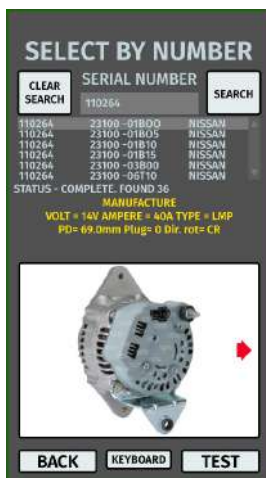 SELECT BY NUMBER
CLEAR SEARCH
SERIAL NUMBER
110264
SEARCH
110264 23100 -01B00 NISSAN
110264 23100 -01B05 NISSAN
110264 23100 -01B10 NISSAN
110264 23100 -01B15 NISSAN
110264 23100 -03B00 NISSAN
110264 23100 -06T10 NISSAN
STATUS - COMPLETE. FOUND 36
MANUFACTURE
VOLT = 14V AMPERE = 40A TYPE = LMP
PD= 69.0mm Plug= 0 Dir. rot= CR
BACK
KEYBOARD
TEST